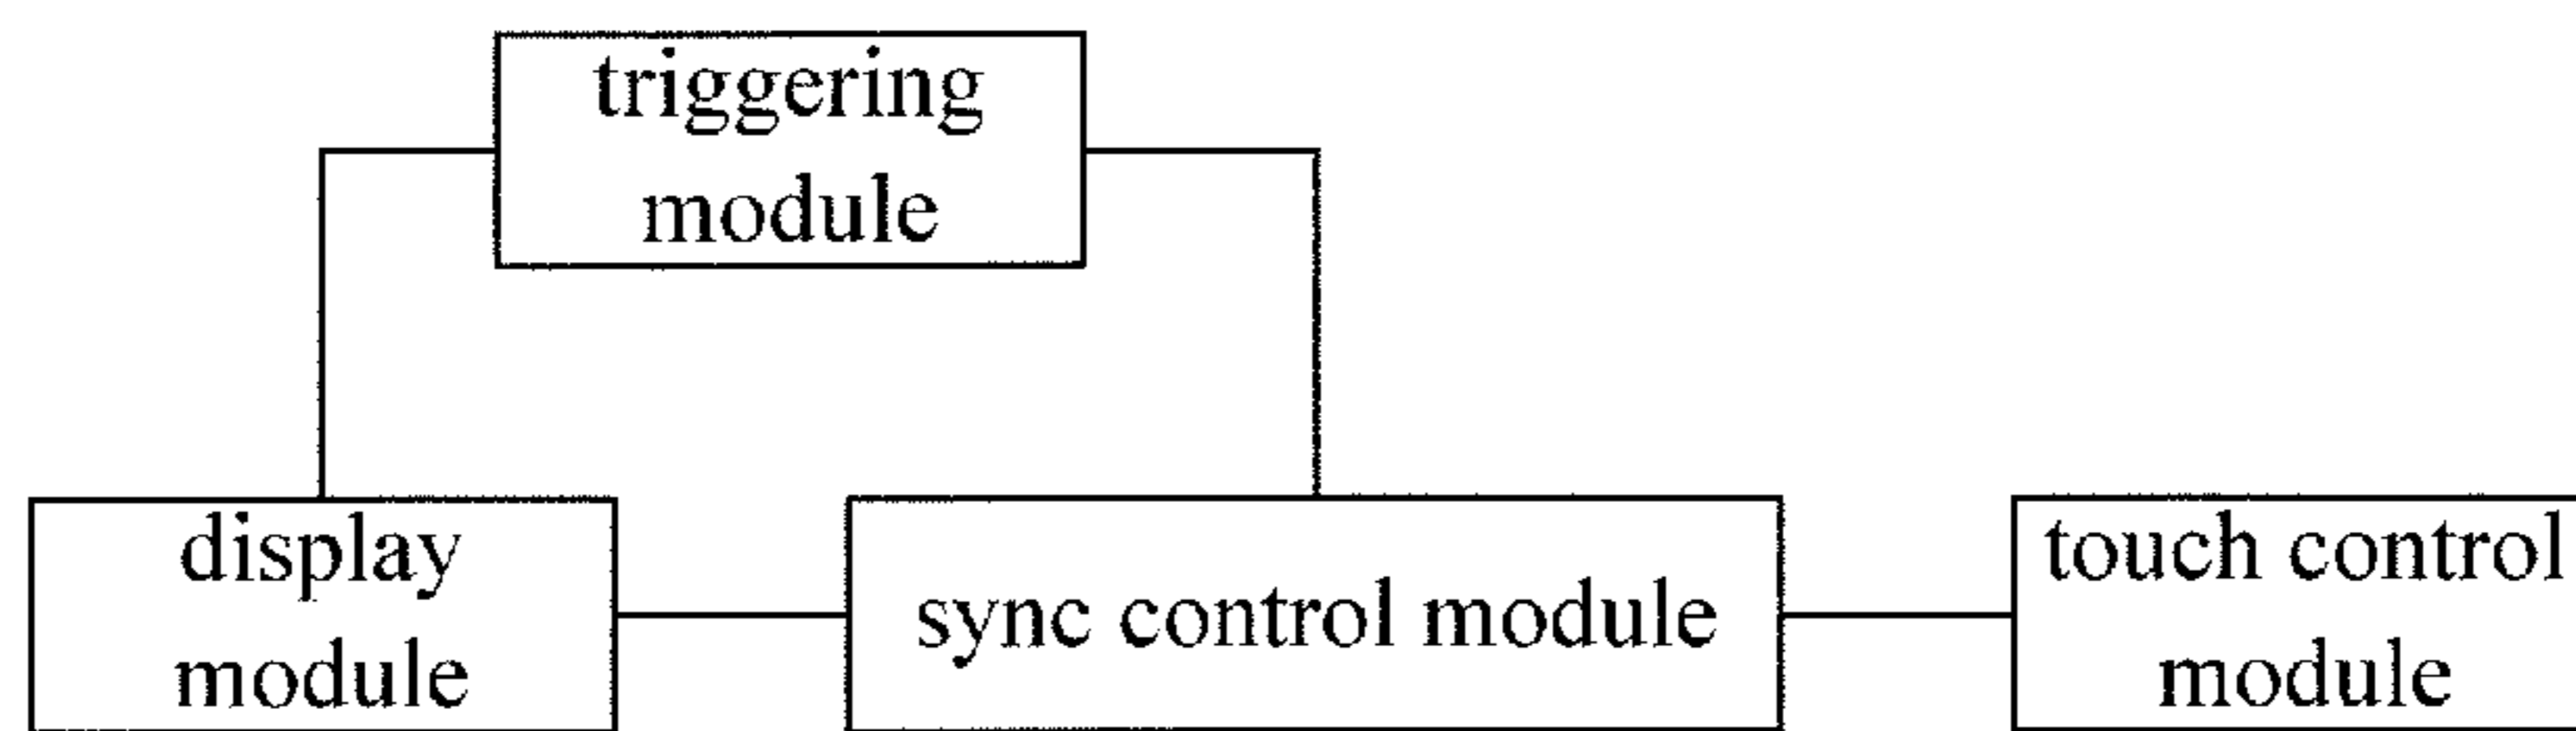 triggering
module
display
module
sync control module
touch control
module